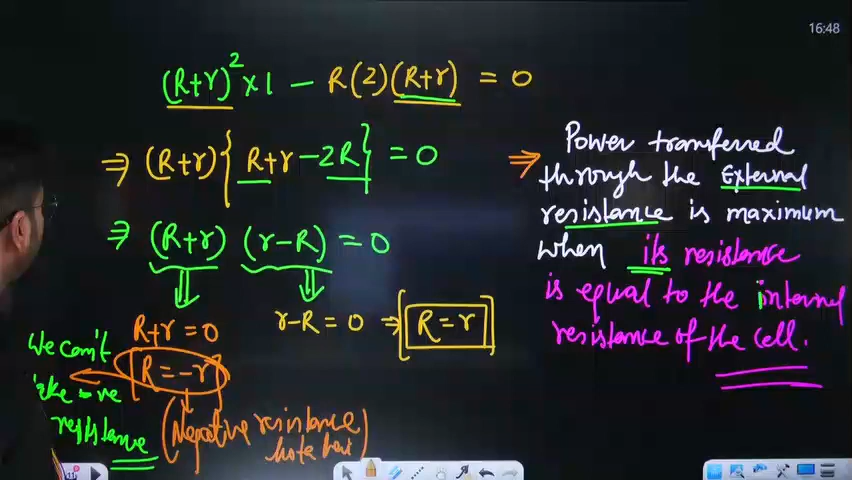 16:48
(R+r)² × 1 — R(2)(R+r) = 0
⇒ (R+r){R+r-2R} = 0
⇒ (R+r) (r-R) = 0
R+r = 0
r-R = 0 ⇒ [R = r]
[R = -r]
We can't
take -ve
resistance
(Negative resistance
⇒ Power transferred
through the External
resistance is maximum
when its resistance
is equal to the internal
resistance of the cell.